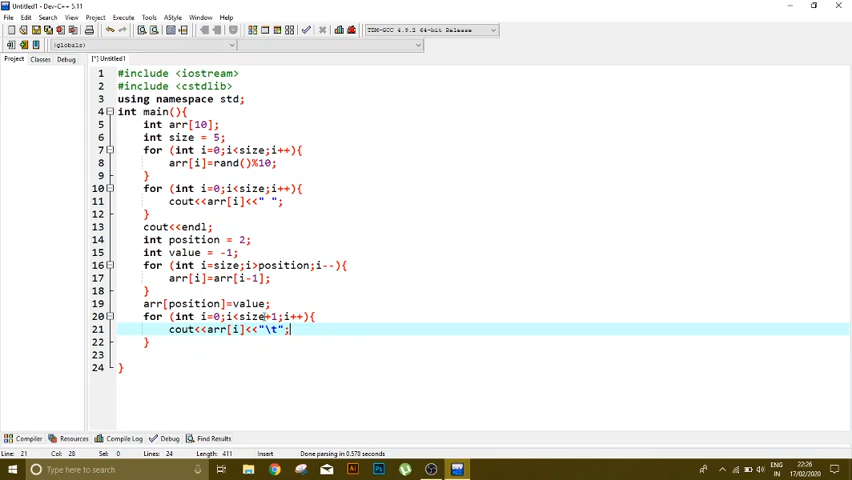 Untitled1 - Dev-C++ 5.11
File Edit Search View Project Execute Tools AStyle Window Help
TDM-GCC 4.9.2 64-bit Release
(globals)
Project Classes Debug
[*] Untitled1
1 #include <iostream>
2 #include <cstdlib>
3 using namespace std;
4 int main(){
5 int arr[10];
6 int size = 5;
7 for (int i=0;i<size;i++){
8 arr[i]=rand()%10;
9 }
10 for (int i=0;i<size;i++){
11 cout<<arr[i]<<" ";
12 }
13 cout<<endl;
14 int position = 2;
15 int value = -1;
16 for (int i=size;i>position;i--){
17 arr[i]=arr[i-1];
18 }
19 arr[position]=value;
20 for (int i=0;i<size+1;i++){
21 cout<<arr[i]<<"\t";
22 }
23
24 }
Compiler Resources Compile Log Debug Find Results
Line: 21 Col: 28 Sel: 0 Lines: 24 Length: 411 Insert Done parsing in 0.578 seconds
Type here to search
Ai Ps
ENG
IN
22:26
17/02/2020